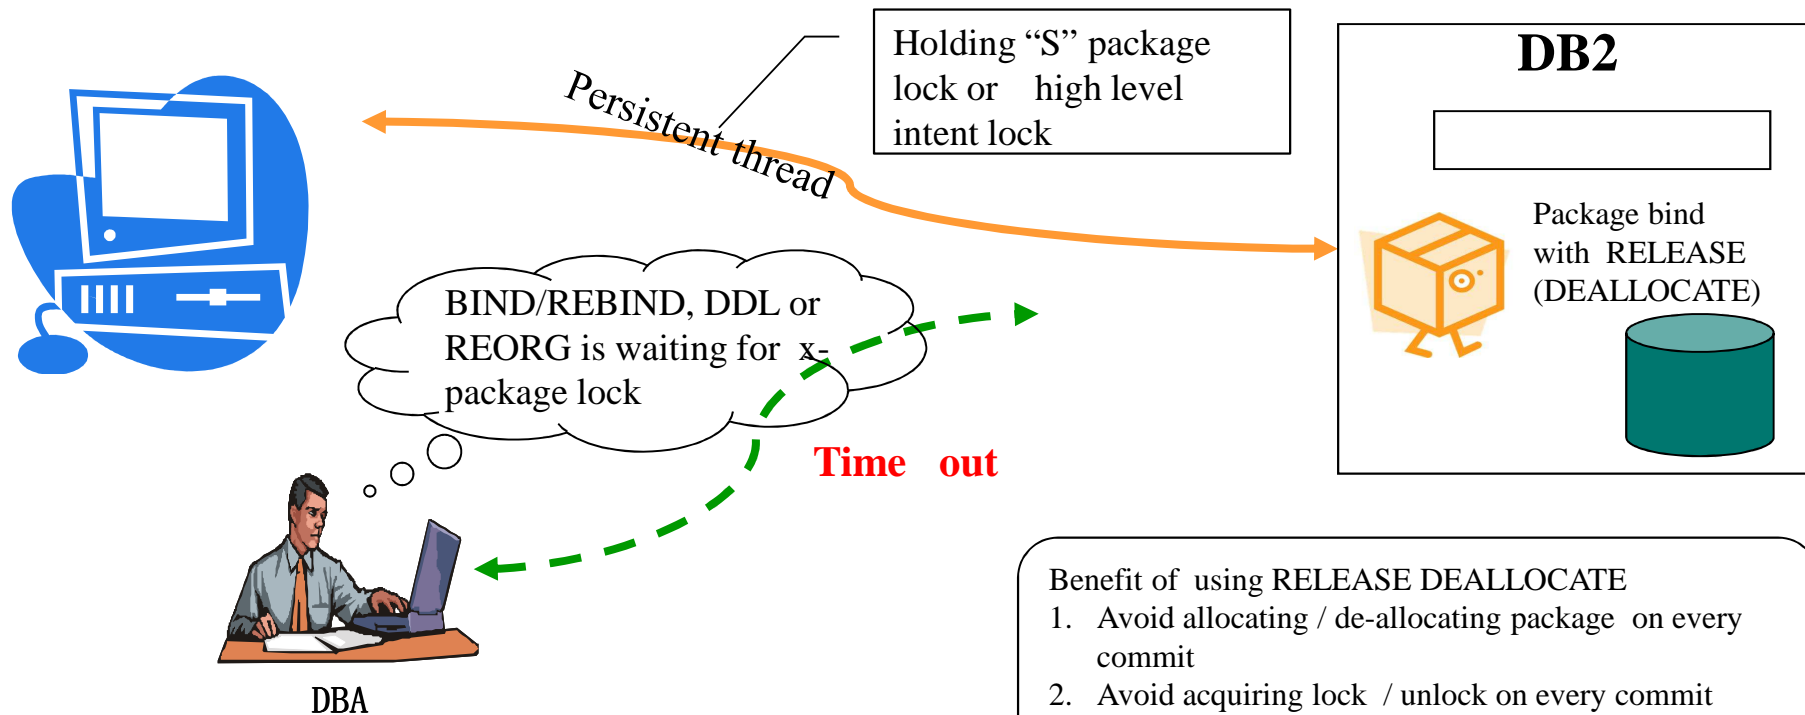 Holding “S” package
lock or high level
intent lock
DB2
Persistent thread
Package bind
with RELEASE
(DEALLOCATE)
BIND/REBIND, DDL or
REORG is waiting for x-
package lock
Time out
DBA
Benefit of using RELEASE DEALLOCATE
1. Avoid allocating / de-allocating package on every
commit
2. Avoid acquiring lock / unlock on every commit